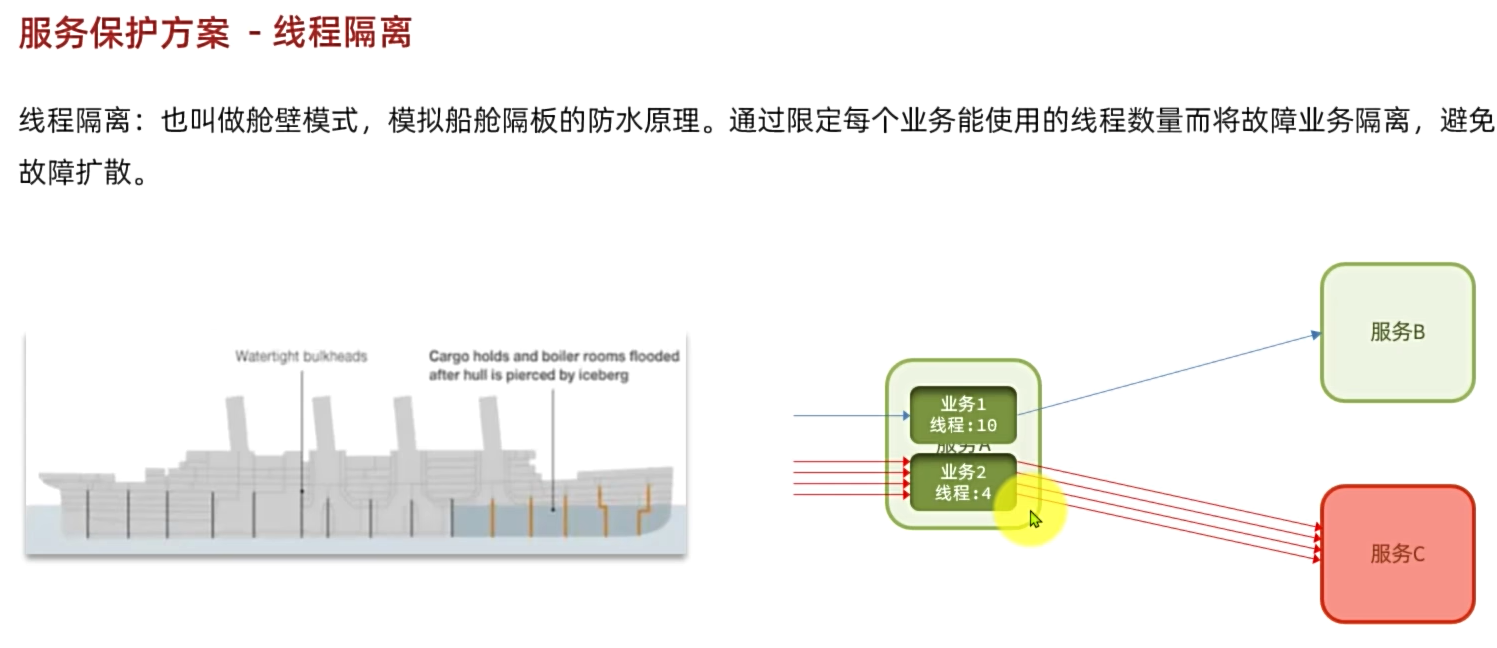 服务保护方案 - 线程隔离
线程隔离：也叫做舱壁模式，模拟船舱隔板的防水原理。通过限定每个业务能使用的线程数量而将故障业务隔离，避免
故障扩散。
Watertight bulkheads
Cargo holds and boiler rooms flooded
after hull is pierced by iceberg
业务1
线程:10
服务A
业务2
线程:4
服务B
服务C